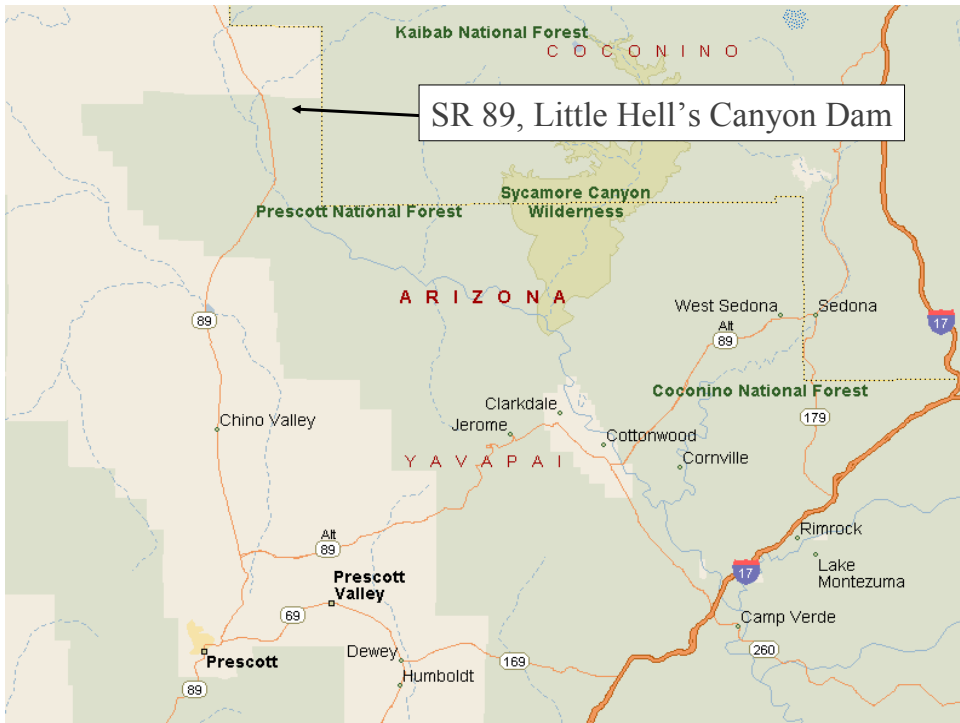 Kaibab National Forest
C O C O N I N O
SR 89, Little Hell's Canyon Dam
Sycamore Canyon
Wilderness
Prescott National Forest
A R I Z O N A
West Sedona
Sedona
89
Alt
89
17
Coconino National Forest
Clarkdale
Chino Valley
Jerome
179
Cottonwood
Y A V A P A I
Cornville
Alt
89
Rimrock
Lake
Montezuma
17
Prescott
Valley
69
Camp Verde
Prescott
Dewey
169
260
Humboldt
89